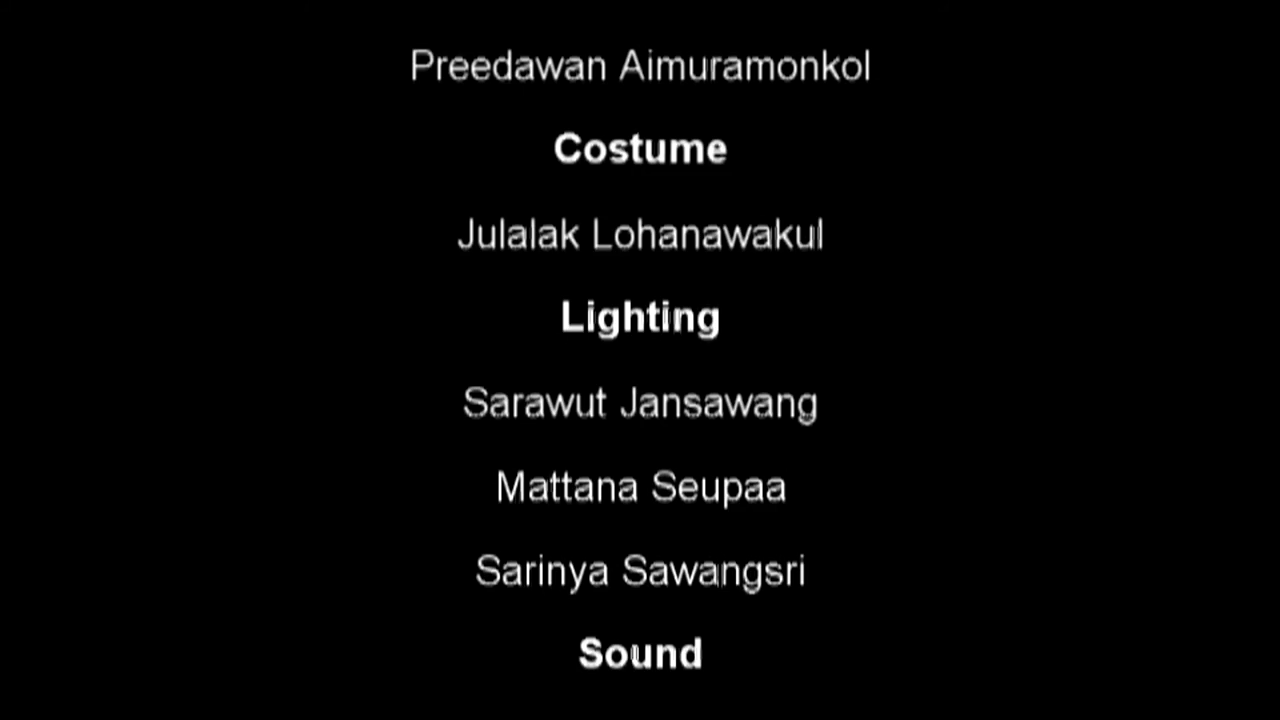 Preedawan Aimuramonkol
Costume
Julalak Lohanawakul
Lighting
Sarawut Jansawang
Mattana Seupaa
Sarinya Sawangsri
Sound